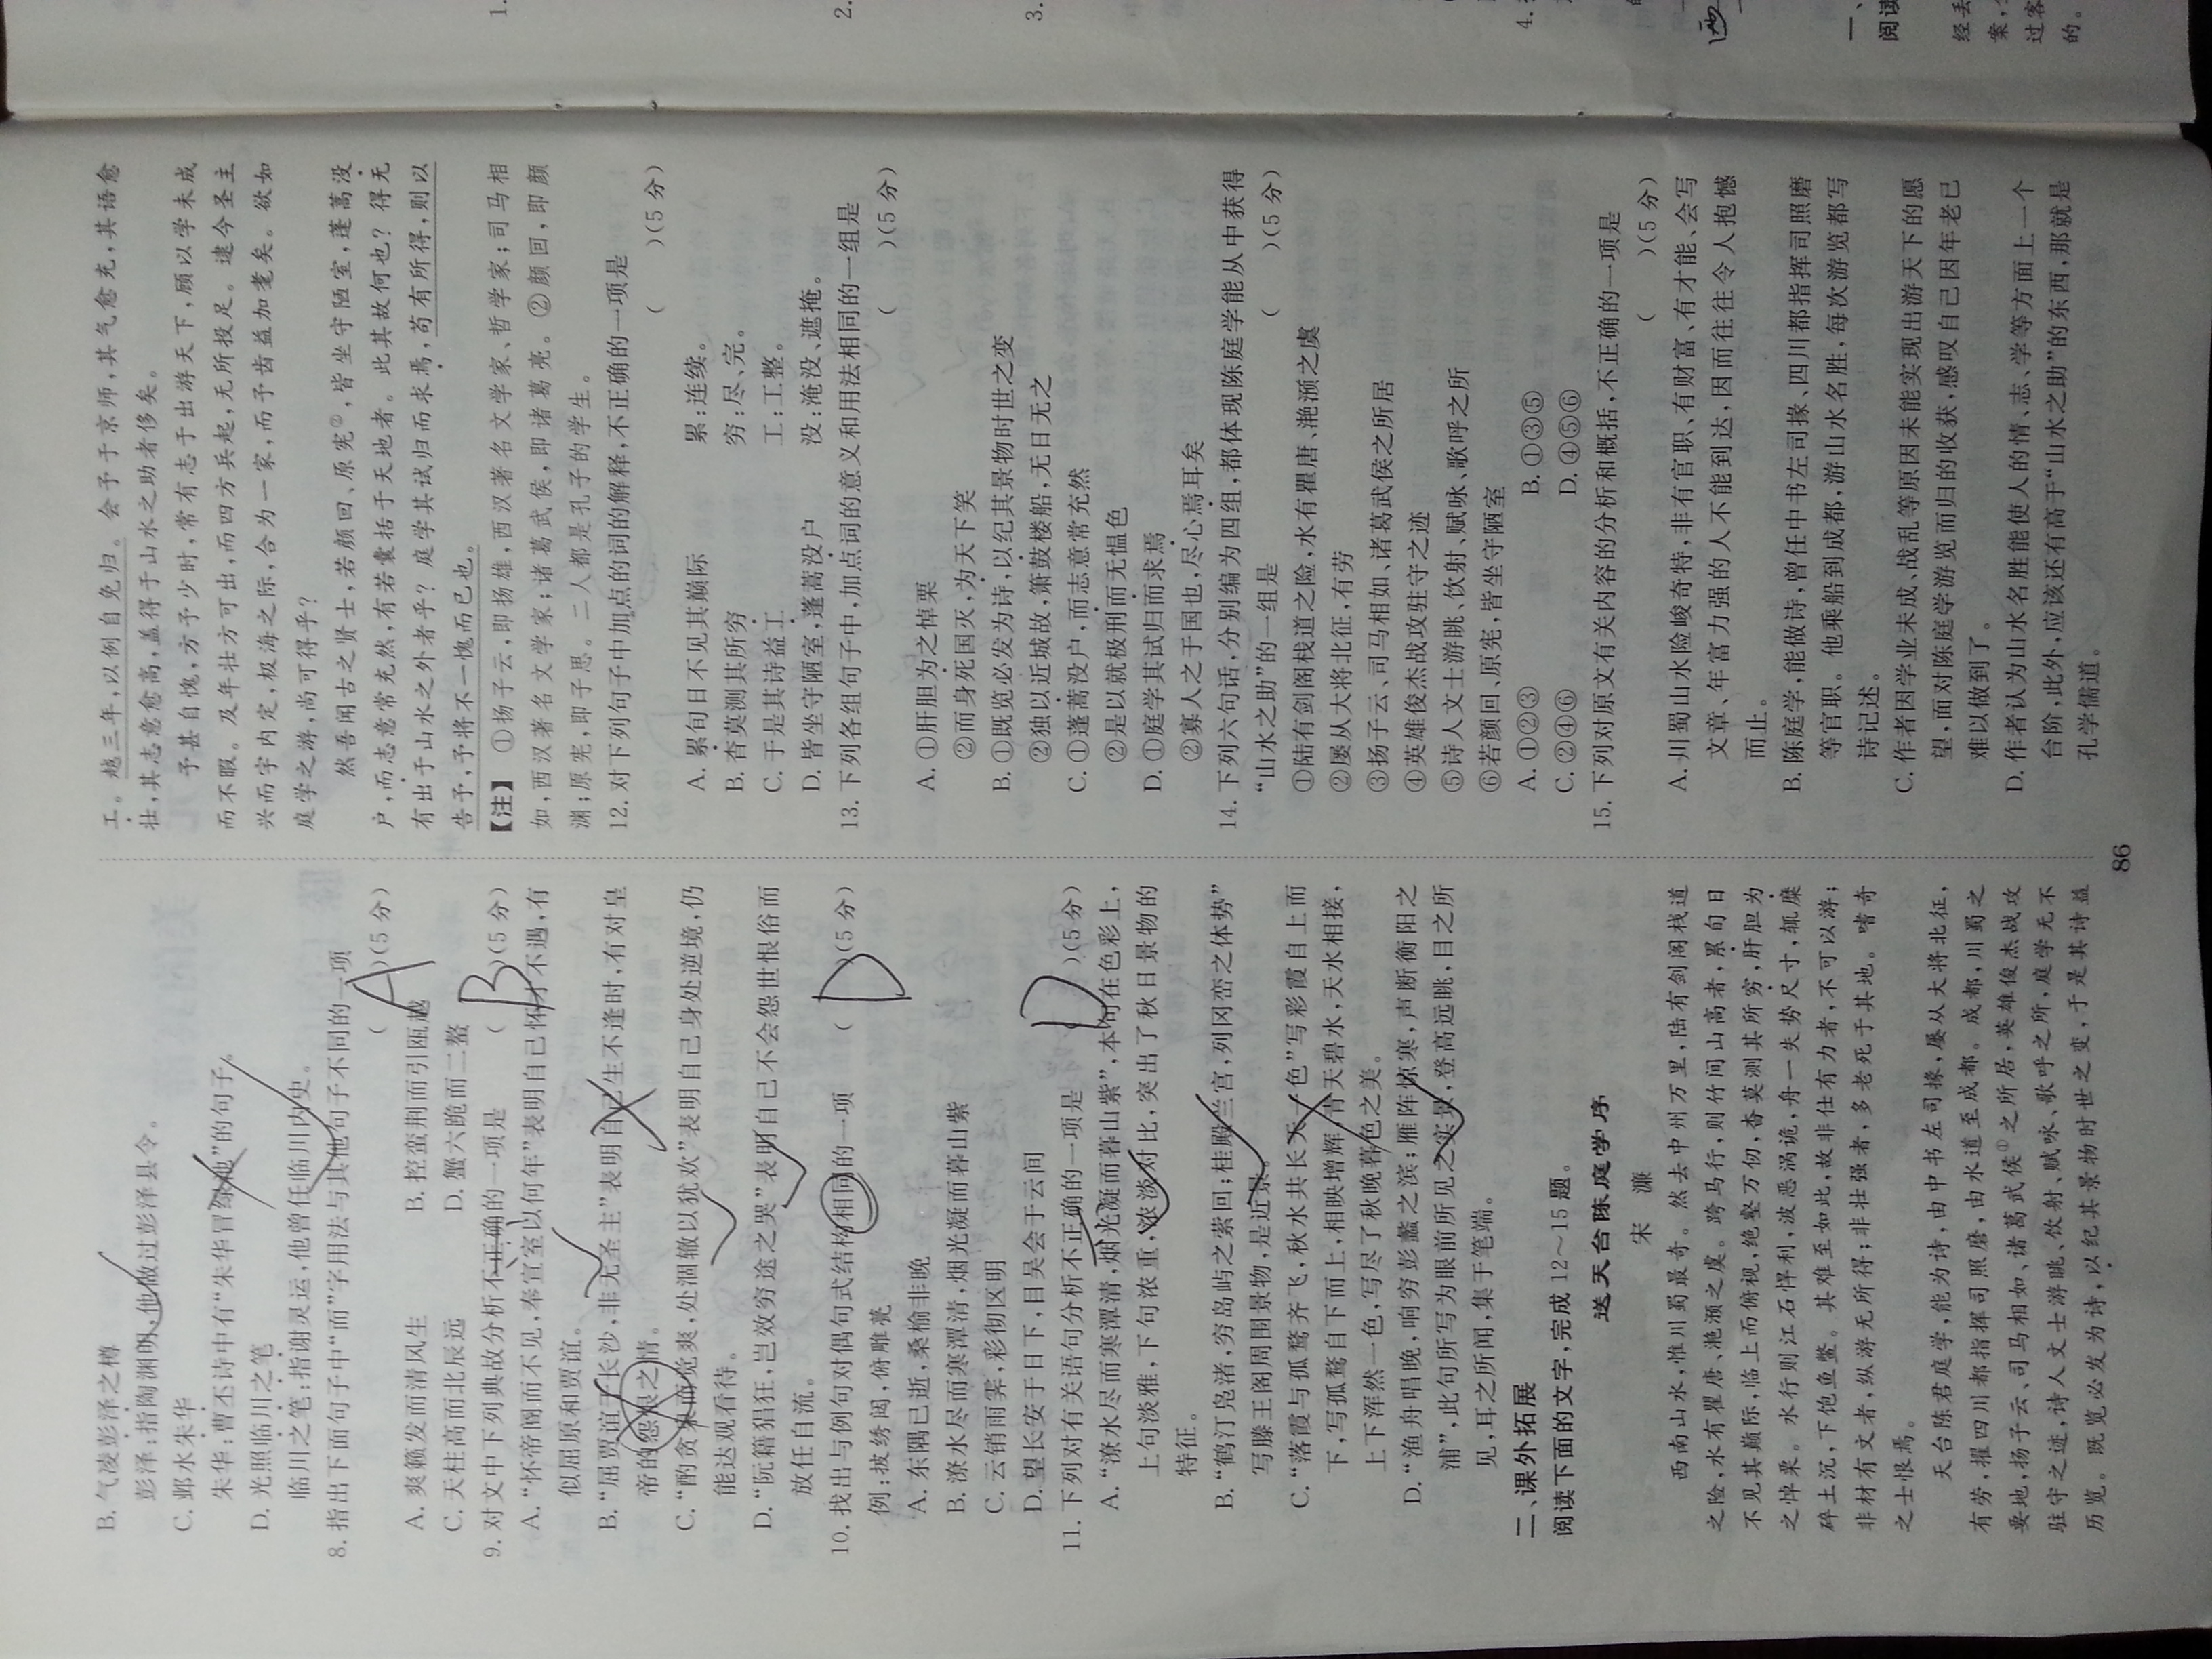 B. 气凌彭泽之樽
彭泽:指陶渊明,他做过彭泽县令。
C. 邺水朱华
朱华:曹丕诗中有“朱华冒绿池”的句子。
D. 光照临川之笔
临川之笔:指谢灵运,他曾任临川内史。
8. 指出下面句子中“而”字用法与其他句子不同的一项
( A )(5 分)
A. 爽籁发而清风生 B. 控蛮荆而引瓯越
C. 天柱高而北辰远 D. 蟹六跪而二螯
9. 对文中下列典故分析不正确的一项是 ( B )(5 分)
A. “怀帝阍而不见,奉宣室以何年”表明自己怀才不遇,有
似屈原和贾谊。
B. “屈贾谊于长沙,非无圣主”表明自己生不逢时,有对皇
帝的怨恨之情。
C. “酌贪泉而觉爽,处涸辙以犹欢”表明自己身处逆境,仍
能达观看待。
D. “阮籍猖狂,岂效穷途之哭”表明自己不会怨世恨俗而
放任自流。
10. 找出与例句对偶句式结构相同的一项 ( D )(5 分)
例:披绣闼,俯雕甍
A. 东隅已逝,桑榆非晚
B. 潦水尽而寒潭清,烟光凝而暮山紫
C. 云销雨霁,彩彻区明
D. 望长安于日下,目吴会于云间
11. 下列对有关语句分析不正确的一项是 ( D )(5 分)
A. “潦水尽而寒潭清,烟光凝而暮山紫”,本句在色彩上,
上句淡雅,下句浓重,浓淡对比,突出了秋日景物的
特征。
B. “鹤汀凫渚,穷岛屿之萦回;桂殿兰宫,列冈峦之体势”
写滕王阁周围景物,是近景。
C. “落霞与孤鹜齐飞,秋水共长天一色”写彩霞自上而
下,写孤鹜自下而上,相映增辉,青天碧水,天水相接,
上下浑然一色,写尽了秋晚暮色之美。
D. “渔舟唱晚,响穷彭蠡之滨;雁阵惊寒,声断衡阳之
浦”,此句所写为眼前所见之实景,登高远眺,目之所
见,耳之所闻,集于笔端。
二、课外拓展
阅读下面的文字,完成 12～15 题。
送天台陈庭学序
宋 濂
西南山水,惟川蜀最奇。然去中州万里,陆有剑阁栈道
之险,水有瞿唐、滟滪之虞。跨马行,则竹间山高者,累旬日
不见其巅际,临上而俯视,绝壑万仞,杳莫测其所穷,肝胆为
之悼栗。水行则江石悍利,波恶涡诡,舟一失势尺寸,辄糜
碎土沉,下饱鱼鳖。其难至如此,故非仕有力者,不可以游;
非材有文者,纵游无所得;非壮强者,多老死于其地。嗜奇
之士恨焉。
天台陈君庭学,能为诗,由中书左司掾,屡从大将北征,
有劳,擢四川都指挥司照磨,由水道至成都。成都,川蜀之
要地,扬子云、司马相如、诸葛武侯①之所居,英雄俊杰战攻
驻守之迹,诗人文士游眺、饮射、赋咏、歌呼之所,庭学无不
历览。既览必发为诗,以纪其景物时世之变,于是其诗益
工。越三年,以例自免归。会予于京师,其气愈充,其语愈
壮,其志意愈高,盖得于山水之助者侈矣。
予甚自愧,方予少时,常有志于出游天下,顾以学未成
而不暇。及年壮方可出,而四方兵起,无所投足。逮今圣主
兴而宇内定,极海之际,合为一家,而予齿益加耄矣。欲如
庭学之游,尚可得乎?
然吾闻古之贤士,若颜回、原宪②,皆坐守陋室,蓬蒿没
户,而志意常充然,有若囊括于天地者。此其故何也? 得无
有出于山水之外者乎? 庭学其试归而求焉,苟有所得,则以
告予,予将不一愧而已也。
【注】 ①扬子云,即扬雄,西汉著名文学家、哲学家;司马相
如,西汉著名文学家;诸葛武侯,即诸葛亮。②颜回,即颜
渊;原宪,即子思。二人都是孔子的学生。
12. 对下列句子中加点的词的解释,不正确的一项是
( )(5 分)
A. 累旬日不见其巅际 累:连续。
B. 杳莫测其所穷 穷:尽、完。
C. 于是其诗益工 工:工整。
D. 皆坐守陋室,蓬蒿没户 没:淹没、遮掩。
13. 下列各组句子中,加点词的意义和用法相同的一组是
( )(5 分)
A. ①肝胆为之悼栗
②而身死国灭,为天下笑
B. ①既览必发为诗,以纪其景物时世之变
②独以近城故,箫鼓楼船,无日无之
C. ①蓬蒿没户,而志意常充然
②是以就极刑而无愠色
D. ①庭学其试归而求焉
②寡人之于国也,尽心焉耳矣
14. 下列六句话,分别编为四组,都体现陈庭学能从中获得
“山水之助”的一组是 ( )(5 分)
①陆有剑阁栈道之险,水有瞿唐、滟滪之虞
②屡从大将北征,有劳
③扬子云、司马相如、诸葛武侯之所居
④英雄俊杰战攻驻守之迹
⑤诗人文士游眺、饮射、赋咏、歌呼之所
⑥若颜回、原宪,皆坐守陋室
A. ①②③ B. ①③⑤
C. ②④⑥ D. ④⑤⑥
15. 下列对原文有关内容的分析和概括,不正确的一项是
( )(5 分)
A. 川蜀山水险峻奇特,非有官职、有财富、有才能、会写
文章、年富力强的人不能到达,因而往往令人抱憾
而止。
B. 陈庭学,能做诗,曾任中书左司掾、四川都指挥司照磨
等官职。他乘船到成都,游山水名胜,每次游览都写
诗记述。
C. 作者因学业未成、战乱等原因未能实现出游天下的愿
望,面对陈庭学游览而归的收获,感叹自己因年老已
难以做到了。
D. 作者认为山水名胜能使人的情、志、学等方面上一个
台阶,此外,应该还有高于“山水之助”的东西,那就是
孔学儒道。
86
1.
2.
3.
4.
一、
阅读
经丢
案,
过客
的。